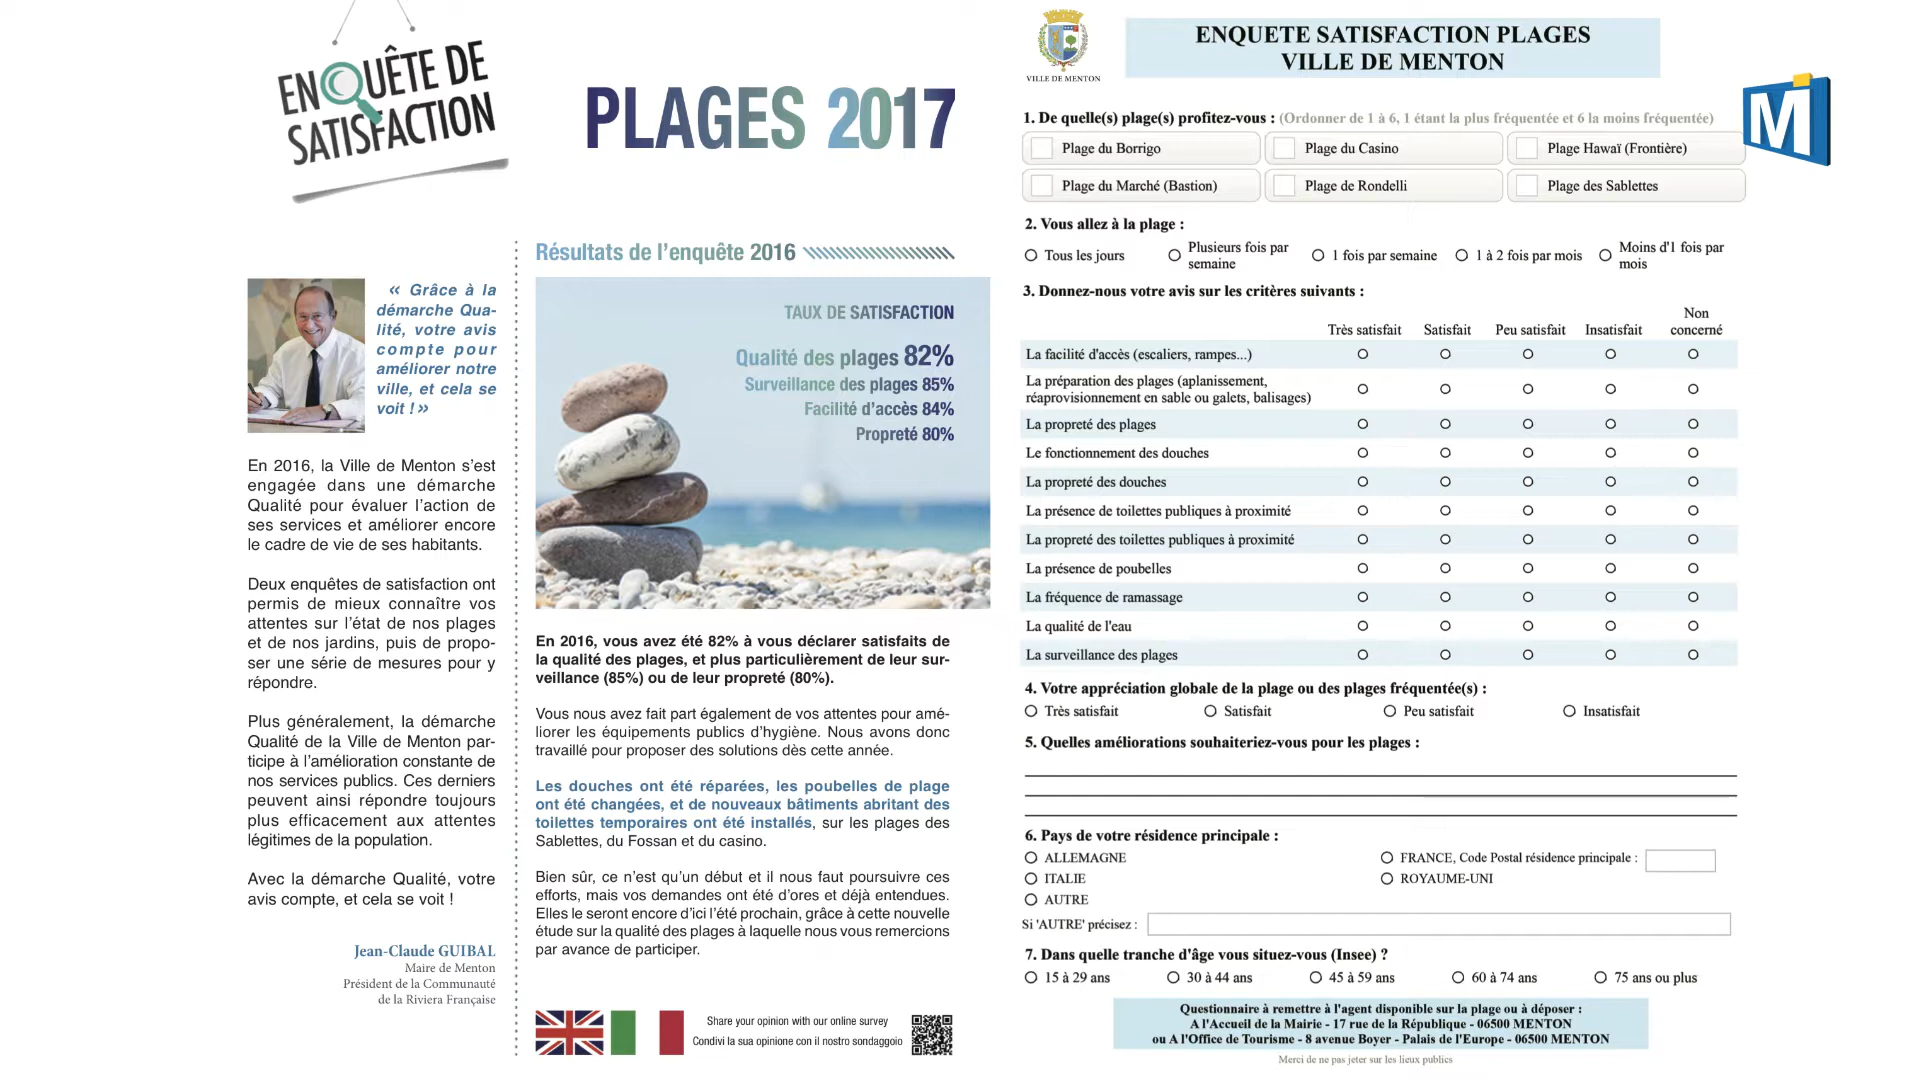 ENQUÊTE DE
SATISFACTION
PLAGES 2017
« Grâce à la
démarche Qua-
lité, votre avis
compte pour
améliorer notre
ville, et cela se
voit ! »
En 2016, la Ville de Menton s'est
engagée dans une démarche
Qualité pour évaluer l'action de
ses services et améliorer encore
le cadre de vie de ses habitants.
Deux enquêtes de satisfaction ont
permis de mieux connaître vos
attentes sur l'état de nos plages
et de nos jardins, puis de propo-
ser une série de mesures pour y
répondre.
Plus généralement, la démarche
Qualité de la Ville de Menton par-
ticipe à l'amélioration constante de
nos services publics. Ces derniers
peuvent ainsi répondre toujours
plus efficacement aux attentes
légitimes de la population.
Avec la démarche Qualité, votre
avis compte, et cela se voit !
Jean-Claude GUIBAL
Maire de Menton
Président de la Communauté
de la Riviera Française
Résultats de l'enquête 2016
TAUX DE SATISFACTION
Qualité des plages 82%
Surveillance des plages 85%
Facilité d'accès 84%
Propreté 80%
En 2016, vous avez été 82% à vous déclarer satisfaits de
la qualité des plages, et plus particulièrement de leur sur-
veillance (85%) ou de leur propreté (80%).
Vous nous avez fait part également de vos attentes pour amé-
liorer les équipements publics d'hygiène. Nous avons donc
travaillé pour proposer des solutions dès cette année.
Les douches ont été réparées, les poubelles de plage
ont été changées, et de nouveaux bâtiments abritant des
toilettes temporaires ont été installés, sur les plages des
Sablettes, du Fossan et du casino.
Bien sûr, ce n'est qu'un début et il nous faut poursuivre ces
efforts, mais vos demandes ont été d'ores et déjà entendues.
Elles le seront encore d'ici l'été prochain, grâce à cette nouvelle
étude sur la qualité des plages à laquelle nous vous remercions
par avance de participer.
Share your opinion with our online survey
Condivi la sua opinione con il nostro sondaggoio
VILLE DE MENTON
ENQUETE SATISFACTION PLAGES
VILLE DE MENTON
M
1. De quelle(s) plage(s) profitez-vous : (Ordonner de 1 à 6, 1 étant la plus fréquentée et 6 la moins fréquentée)
Plage du Borrigo Plage du Casino Plage Hawaï (Frontière)
Plage du Marché (Bastion) Plage de Rondelli Plage des Sablettes
2. Vous allez à la plage :
Tous les jours Plusieurs fois par semaine 1 fois par semaine 1 à 2 fois par mois Moins d'1 fois par mois
3. Donnez-nous votre avis sur les critères suivants :
Très satisfait Satisfait Peu satisfait Insatisfait Non concerné
La facilité d'accès (escaliers, rampes...)
La préparation des plages (aplanissement,
réaprovisionnement en sable ou galets, balisages)
La propreté des plages
Le fonctionnement des douches
La propreté des douches
La présence de toilettes publiques à proximité
La propreté des toilettes publiques à proximité
La présence de poubelles
La fréquence de ramassage
La qualité de l'eau
La surveillance des plages
4. Votre appréciation globale de la plage ou des plages fréquentée(s) :
Très satisfait Satisfait Peu satisfait Insatisfait
5. Quelles améliorations souhaiteriez-vous pour les plages :
6. Pays de votre résidence principale :
ALLEMAGNE FRANCE, Code Postal résidence principale :
ITALIE ROYAUME-UNI
AUTRE
Si 'AUTRE' précisez :
7. Dans quelle tranche d'âge vous situez-vous (Insee) ?
15 à 29 ans 30 à 44 ans 45 à 59 ans 60 à 74 ans 75 ans ou plus
Questionnaire à remettre à l'agent disponible sur la plage ou à déposer :
A l'Accueil de la Mairie - 17 rue de la République - 06500 MENTON
ou A l'Office de Tourisme - 8 avenue Boyer - Palais de l'Europe - 06500 MENTON
Merci de ne pas jeter sur les lieux publics